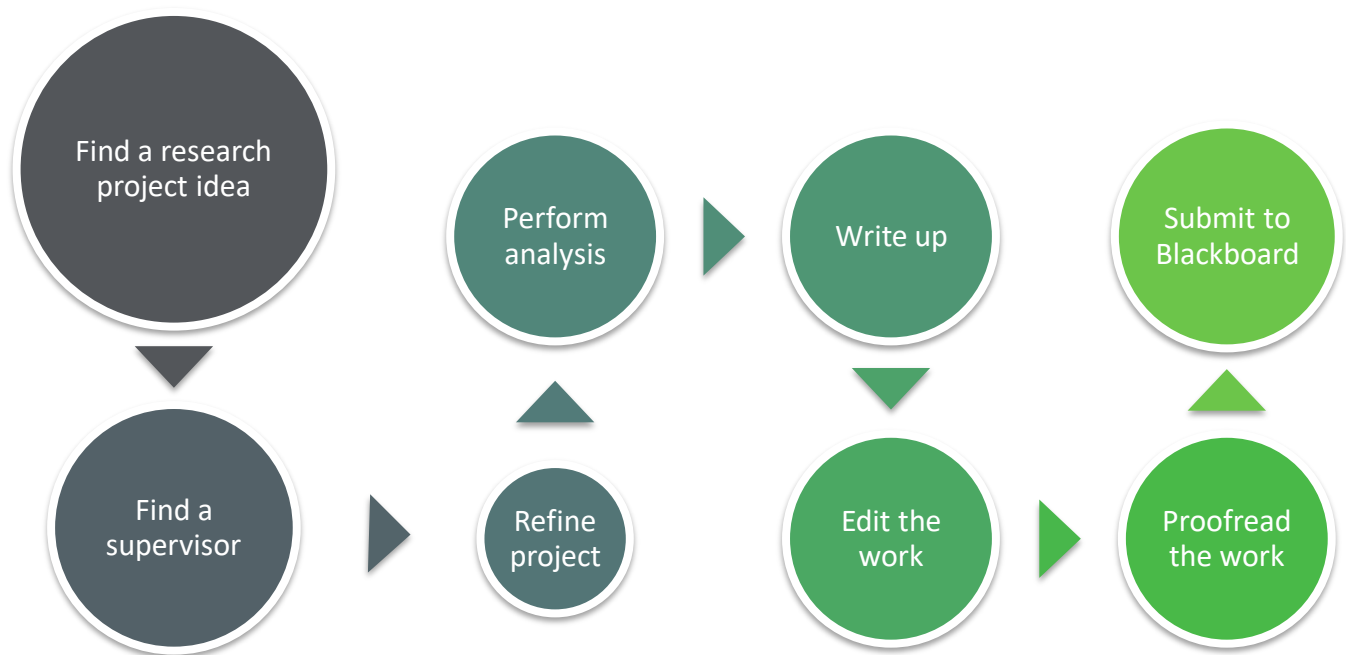 Find a research
project idea
Find a
supervisor
Refine
project
Perform
analysis
Write up
Edit the
work
Proofread
the work
Submit to
Blackboard